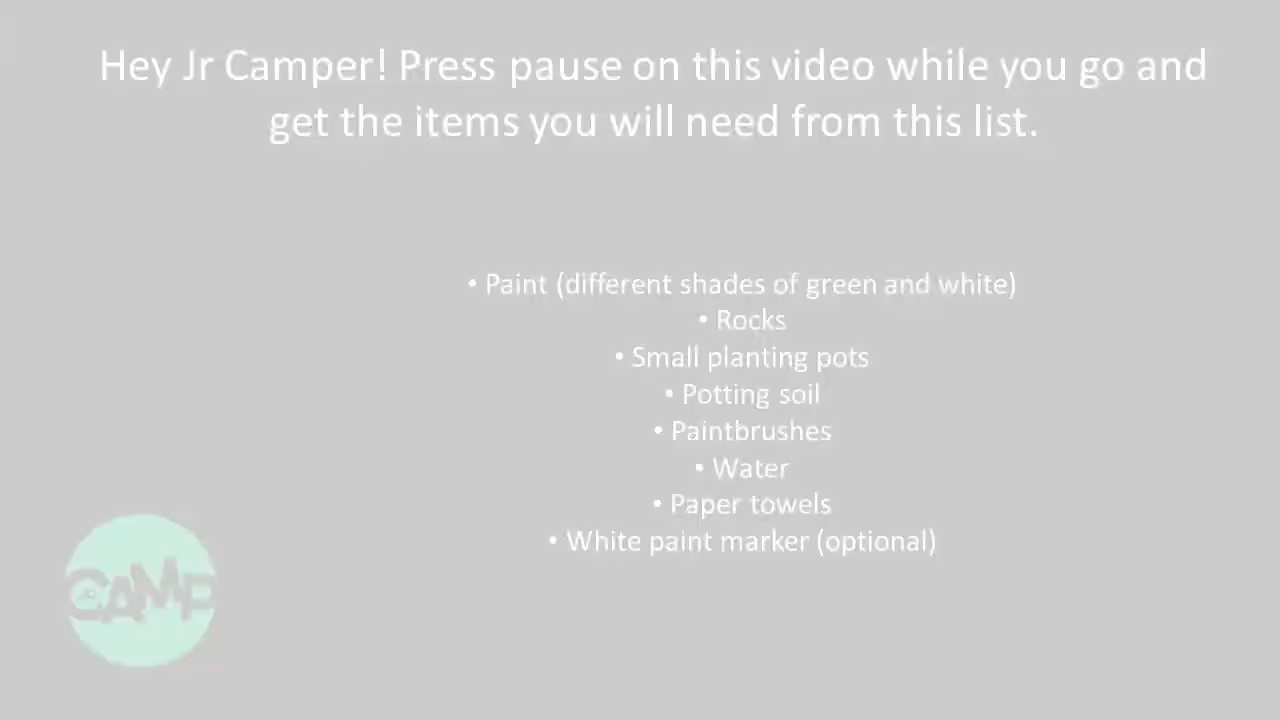 Hey Jr Camper! Press pause on this video while you go and
get the items you will need from this list.
• Paint (different shades of green and white)
• Rocks
• Small planting pots
• Potting soil
• Paintbrushes
• Water
• Paper towels
• White paint marker (optional)
CAMP